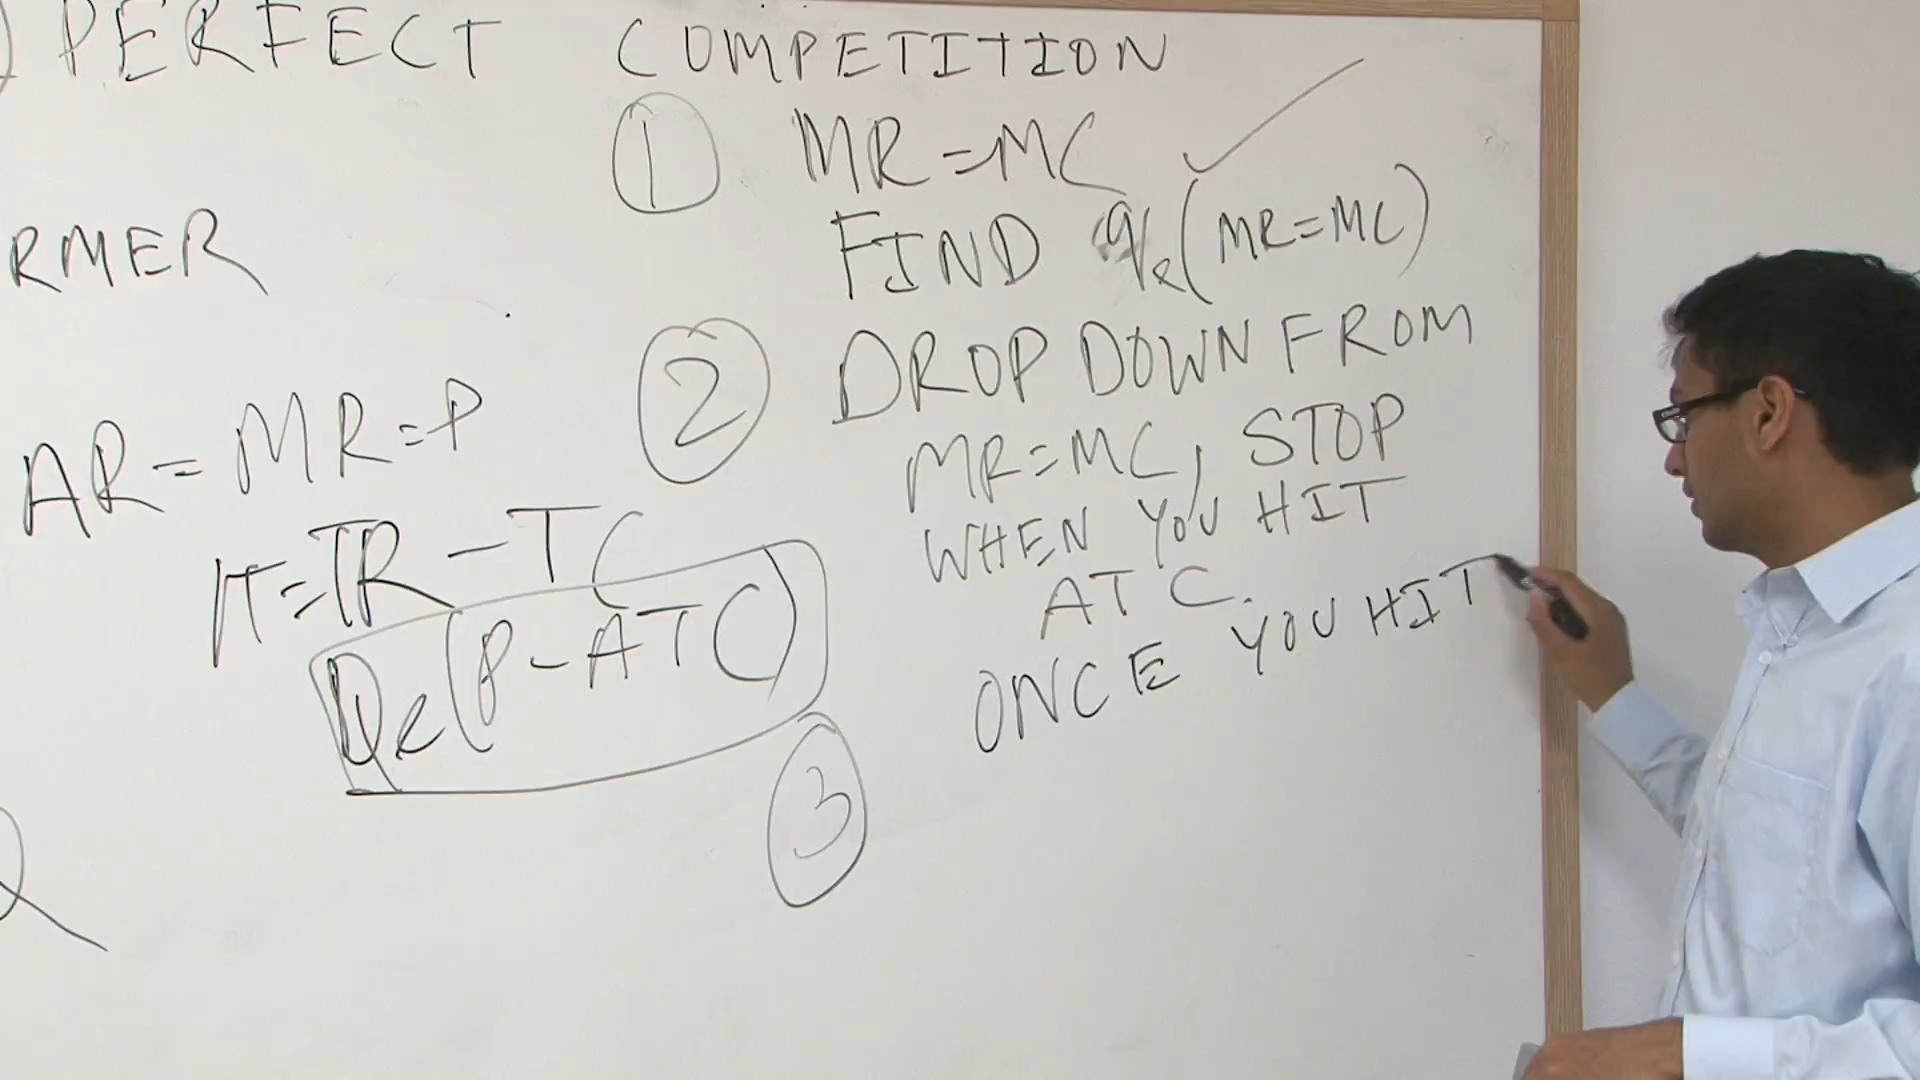 ) PERFECT COMPETITION
1 MR=MC
FIND qe (MR=MC)
RMER
2 DROP DOWN FROM
MR=MC, STOP
WHEN YOU HIT
ATC.
ONCE YOU HIT
AR=MR=P
π=TR-TC
Qe(P-ATC)
3